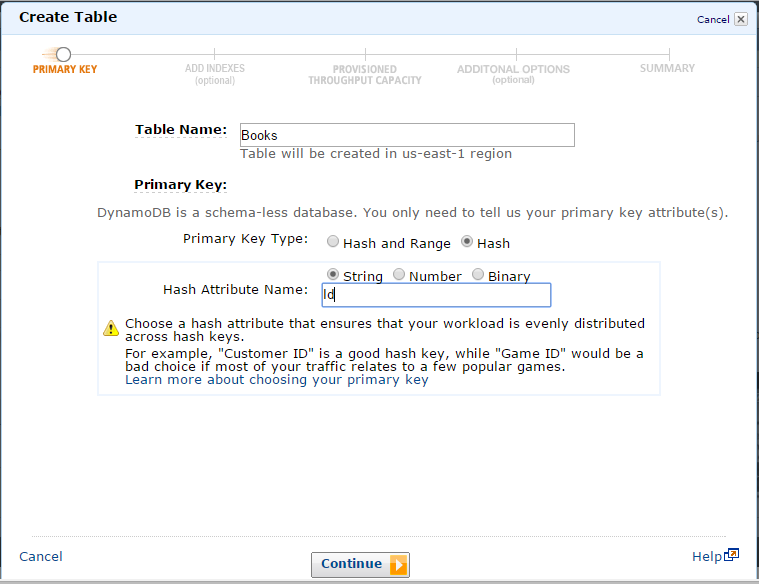 Create Table
Cancel
PRIMARY KEY
ADD INDEXES
(optional)
PROVISIONED
THROUGHPUT CAPACITY
ADDITONAL OPTIONS
(optional)
SUMMARY
Table Name:
Books
Table will be created in us-east-1 region
Primary Key:
DynamoDB is a schema-less database. You only need to tell us your primary key attribute(s).
Primary Key Type:
Hash and Range
Hash
String
Number
Binary
Hash Attribute Name:
Id
Choose a hash attribute that ensures that your workload is evenly distributed
across hash keys.
For example, "Customer ID" is a good hash key, while "Game ID" would be a
bad choice if most of your traffic relates to a few popular games.
Learn more about choosing your primary key
Cancel
Continue
Help